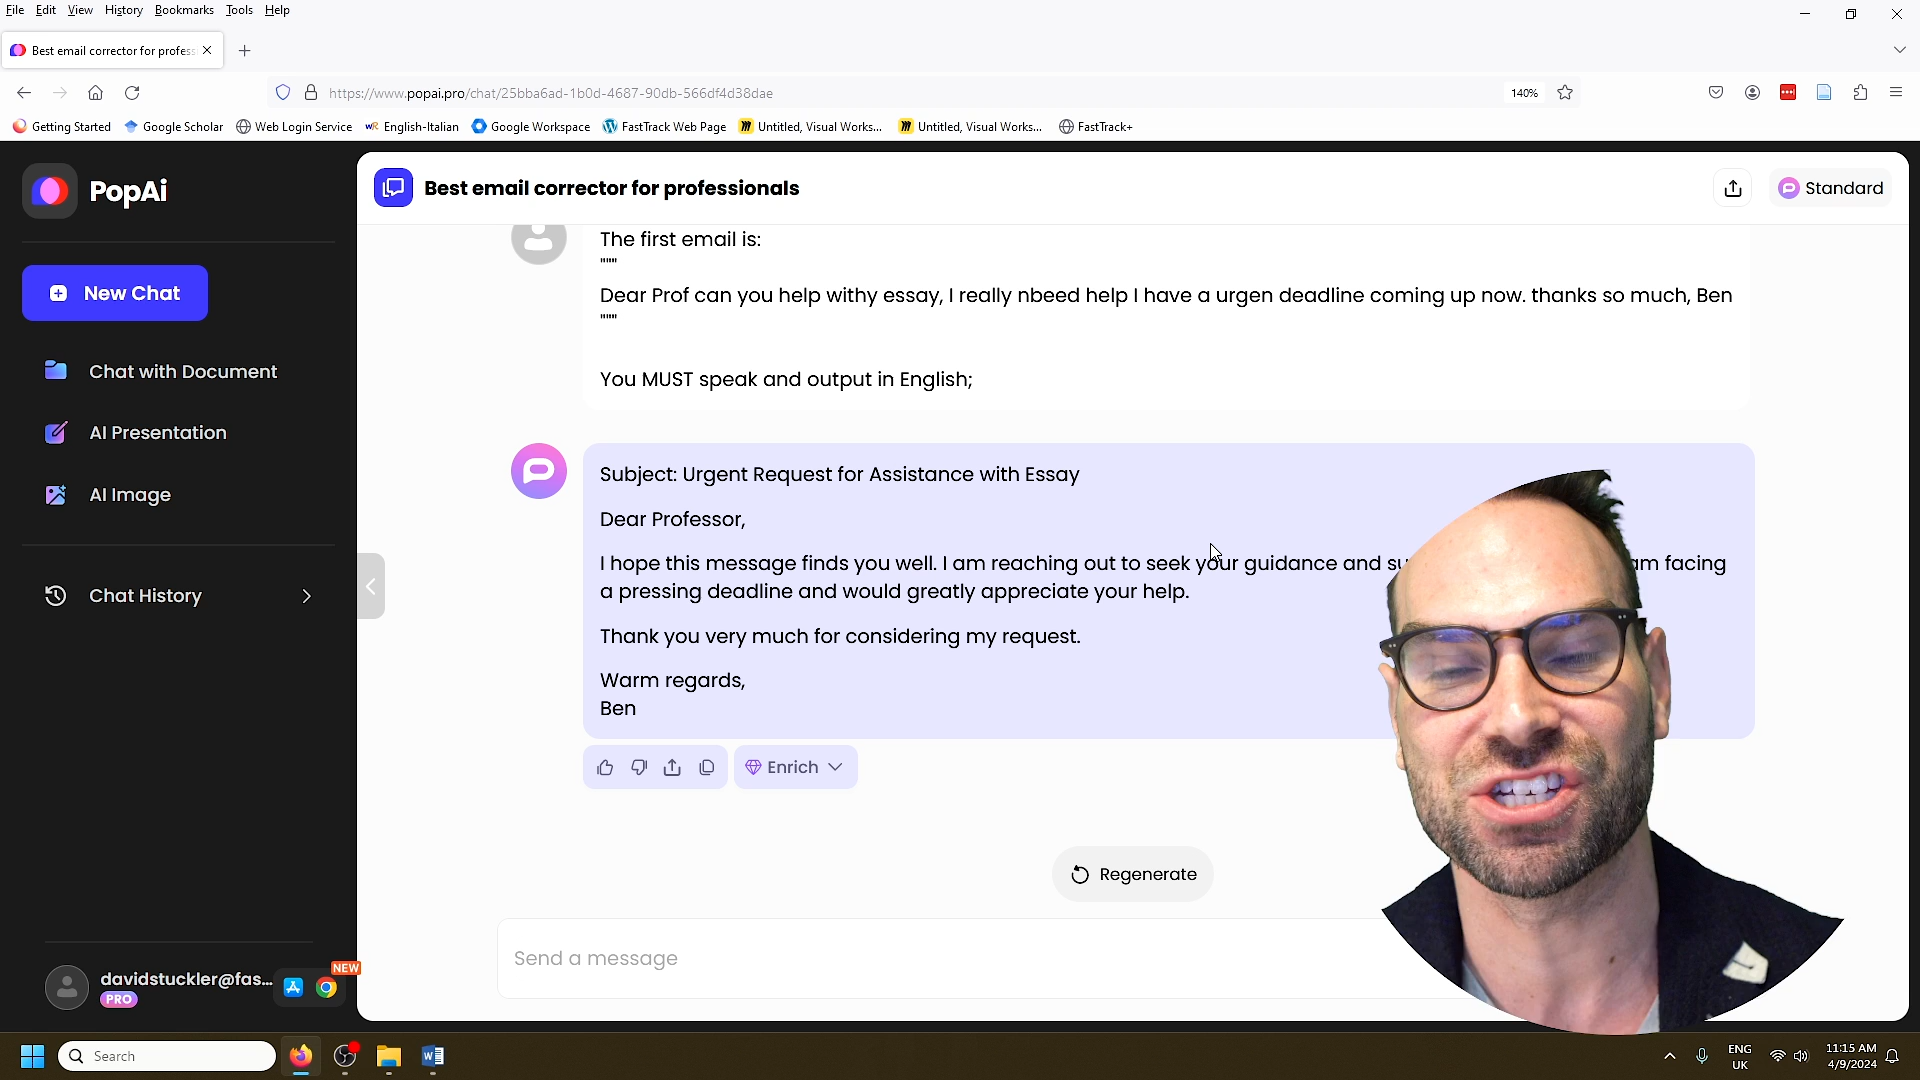 File Edit View History Bookmarks Tools Help
Best email corrector for profess
https://www.popai.pro/chat/25bba6ad-1b0d-4687-90db-566df4d38dae
140%
Getting Started Google Scholar Web Login Service English-Italian Google Workspace FastTrack Web Page Untitled, Visual Works... Untitled, Visual Works... FastTrack+
PopAi
New Chat
Chat with Document
AI Presentation
AI Image
Chat History
davidstuckler@fas...
PRO
NEW
Best email corrector for professionals
Standard
The first email is:
"""
Dear Prof can you help withy essay, I really nbeed help I have a urgen deadline coming up now. thanks so much, Ben
"""
You MUST speak and output in English;
Subject: Urgent Request for Assistance with Essay
Dear Professor,
I hope this message finds you well. I am reaching out to seek your guidance and am facing
a pressing deadline and would greatly appreciate your help.
Thank you very much for considering my request.
Warm regards,
Ben
Enrich
Regenerate
Send a message
Search
ENG
UK
11:15 AM
4/9/2024